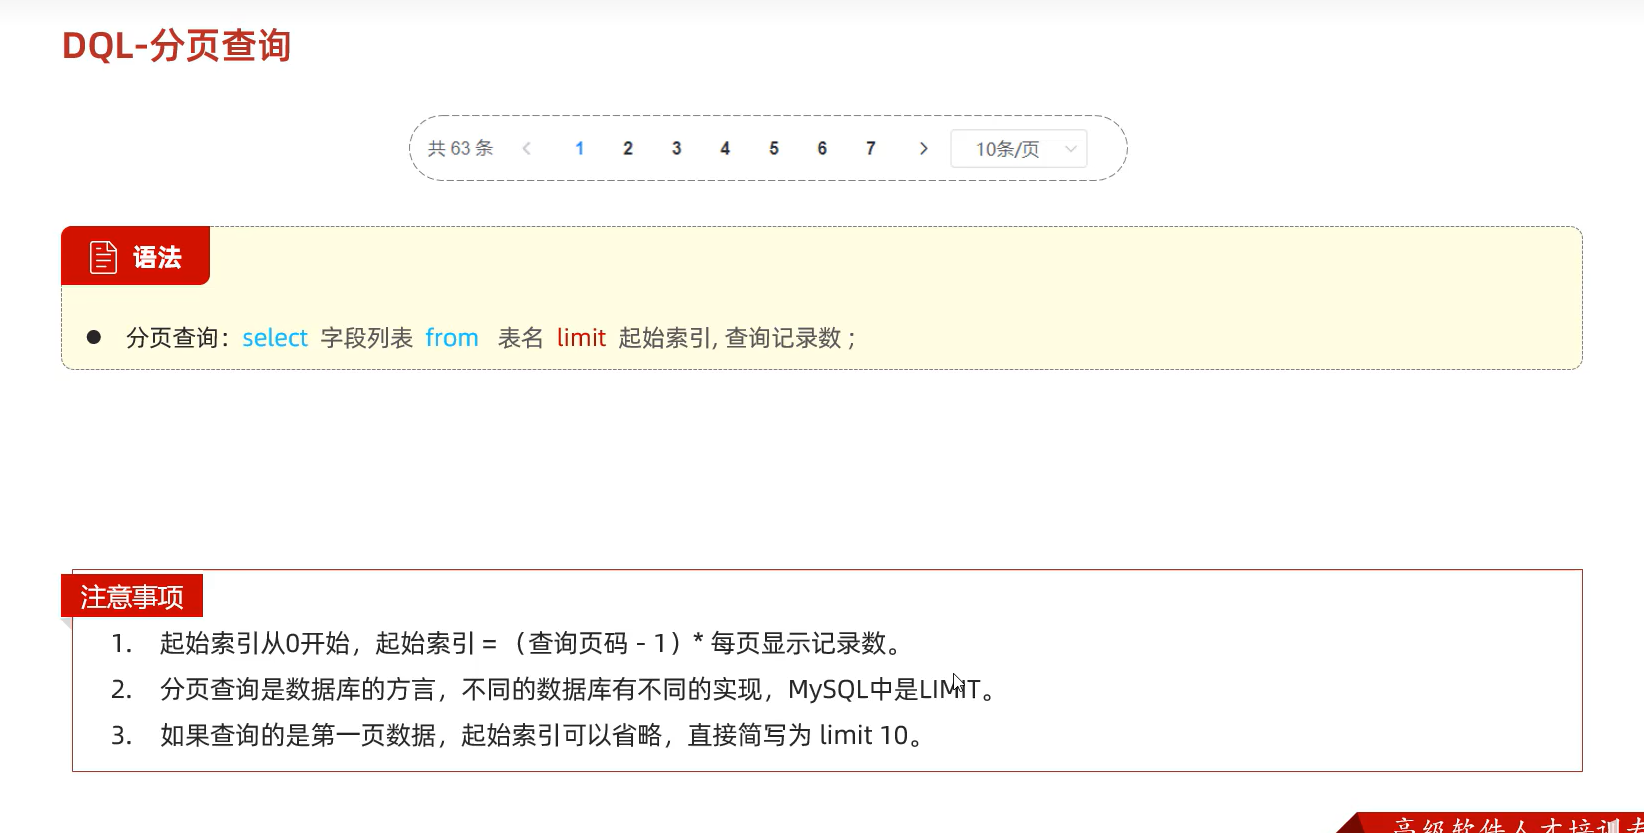 DQL-分页查询
共 63 条 1 2 3 4 5 6 7 10条/页
语法
分页查询：select 字段列表 from 表名 limit 起始索引, 查询记录数 ;
注意事项
1. 起始索引从0开始，起始索引 = （查询页码 - 1）* 每页显示记录数。
2. 分页查询是数据库的方言，不同的数据库有不同的实现，MySQL中是LIMIT。
3. 如果查询的是第一页数据，起始索引可以省略，直接简写为 limit 10。
高级软件人才培训专